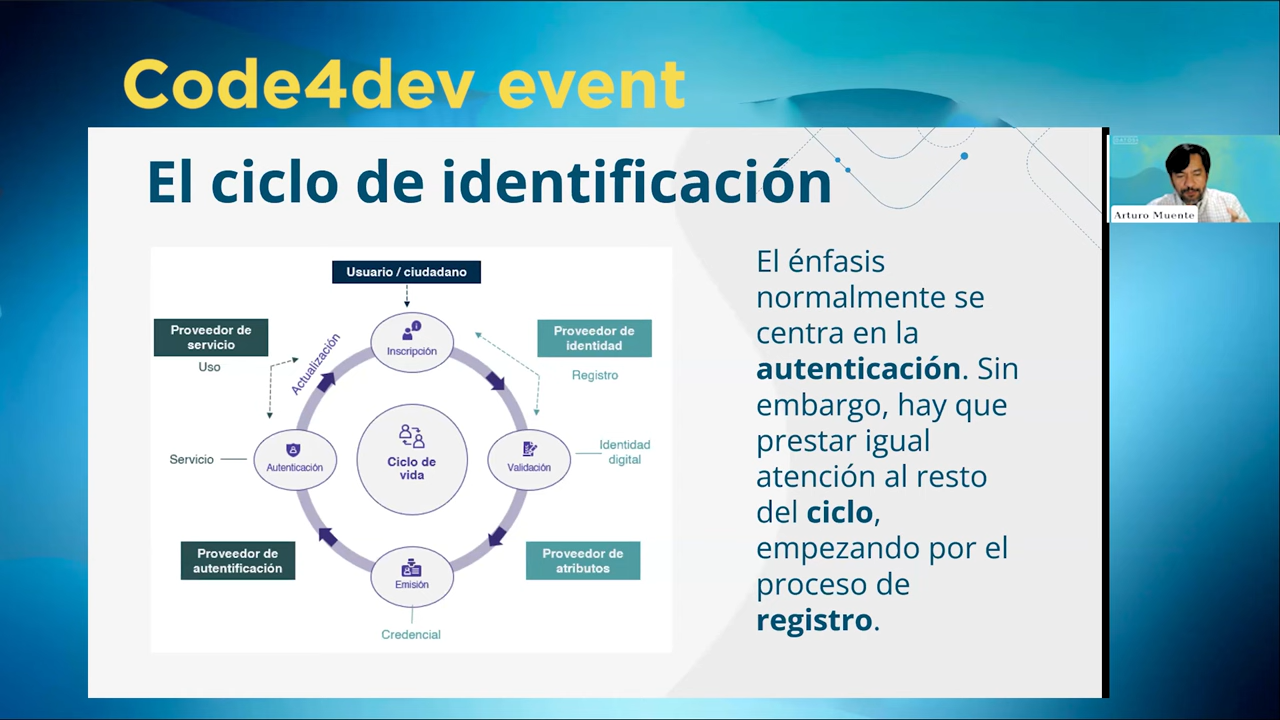 Code4dev event
El ciclo de identificación
Usuario / ciudadano
Proveedor de
servicio
Uso
Actualización
Inscripción
Proveedor de
identidad
Registro
Servicio
Autenticación
Ciclo de
vida
Validación
Identidad
digital
Proveedor de
autentificación
Emisión
Proveedor de
atributos
Credencial
El énfasis
normalmente se
centra en la
autenticación. Sin
embargo, hay que
prestar igual
atención al resto
del ciclo,
empezando por el
proceso de
registro.
Arturo Muente